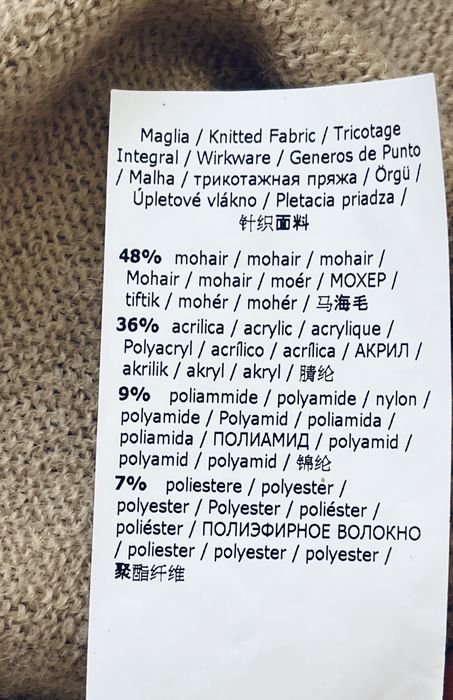 Maglia / Knitted Fabric / Tricotage
Integral / Wirkware / Generos de Punto
/ Malha / трикотажная пряжа / Örgü /
Úpletové vlákno / Pletacia priadza /
针织面料
48% mohair / mohair / mohair /
Mohair / mohair / moér / МОХЕР /
tiftik / mohér / mohér / 马海毛
36% acrilica / acrylic / acrylique /
Polyacryl / acrílico / acrílica / АКРИЛ /
akrilik / akryl / akryl / 腈纶
9% poliammide / polyamide / nylon /
polyamide / Polyamid / poliamida /
poliamida / ПОЛИАМИД / polyamid /
polyamid / polyamid / 锦纶
7% poliestere / polyester /
polyester / Polyester / poliéster /
poliéster / ПОЛИЭФИРНОЕ ВОЛОКНО
/ poliester / polyester / polyester /
聚酯纤维